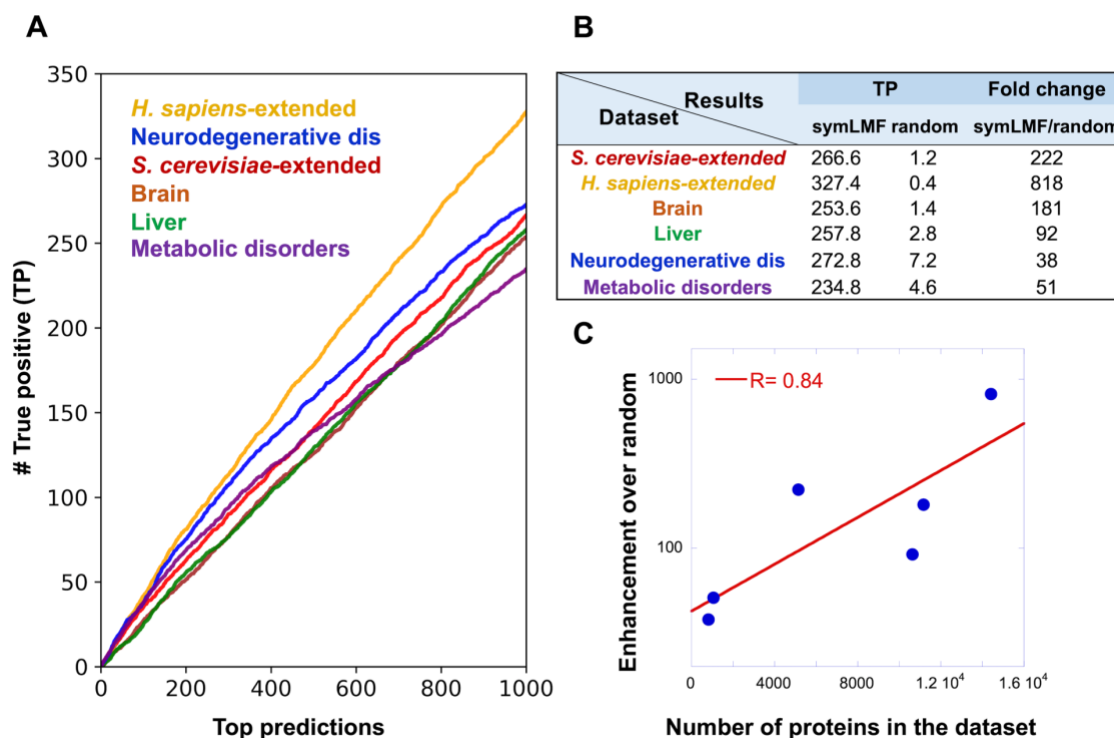 A
350
300
250
200
150
100
50
0
# True positive (TP)
H. sapiens-extended
Neurodegenerative dis
S. cerevisiae-extended
Brain
Liver
Metabolic disorders
0 200 400 600 800 1000
Top predictions
B
Results
Dataset
TP Fold change
symLMF random symLMF/random
S. cerevisiae-extended 266.6 1.2 222
H. sapiens-extended 327.4 0.4 818
Brain 253.6 1.4 181
Liver 257.8 2.8 92
Neurodegenerative dis 272.8 7.2 38
Metabolic disorders 234.8 4.6 51
C
Enhancement over random
1000
100
R= 0.84
0 4000 8000 1.2 10⁴ 1.6 10⁴
Number of proteins in the dataset